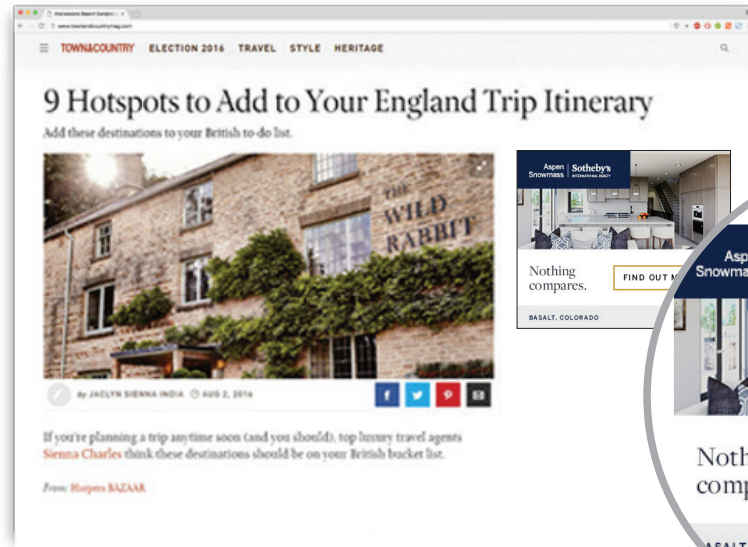 www.townandcountrymag.com
TOWN&COUNTRY ELECTION 2016 TRAVEL STYLE HERITAGE
9 Hotspots to Add to Your England Trip Itinerary
Add these destinations to your British to-do list.
THE
WILD
RABBIT
By JACLYN SIENNA INDIA AUG 2, 2016
If you're planning a trip anytime soon (and you should), top luxury travel agents
Sienna Charles think these destinations should be on your British bucket list.
From: Harpers BAZAAR
Aspen Snowmass | Sotheby's INTERNATIONAL REALTY
Nothing
compares.
FIND OUT M
BASALT, COLORADO
Asp
Snowma
Noth
comp
ASALT